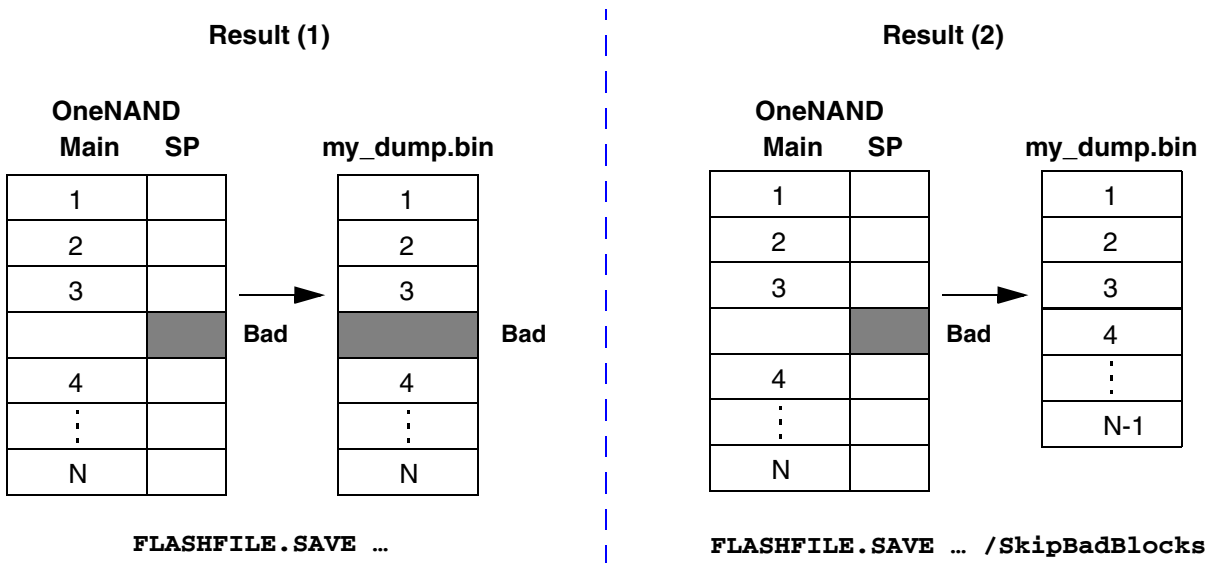 Result (1)
OneNAND
Main SP my_dump.bin
1 1
2 2
3 3
Bad Bad
4 4
N N
FLASHFILE.SAVE …
Result (2)
OneNAND
Main SP my_dump.bin
1 1
2 2
3 3
Bad 4
4
N N-1
FLASHFILE.SAVE … /SkipBadBlocks